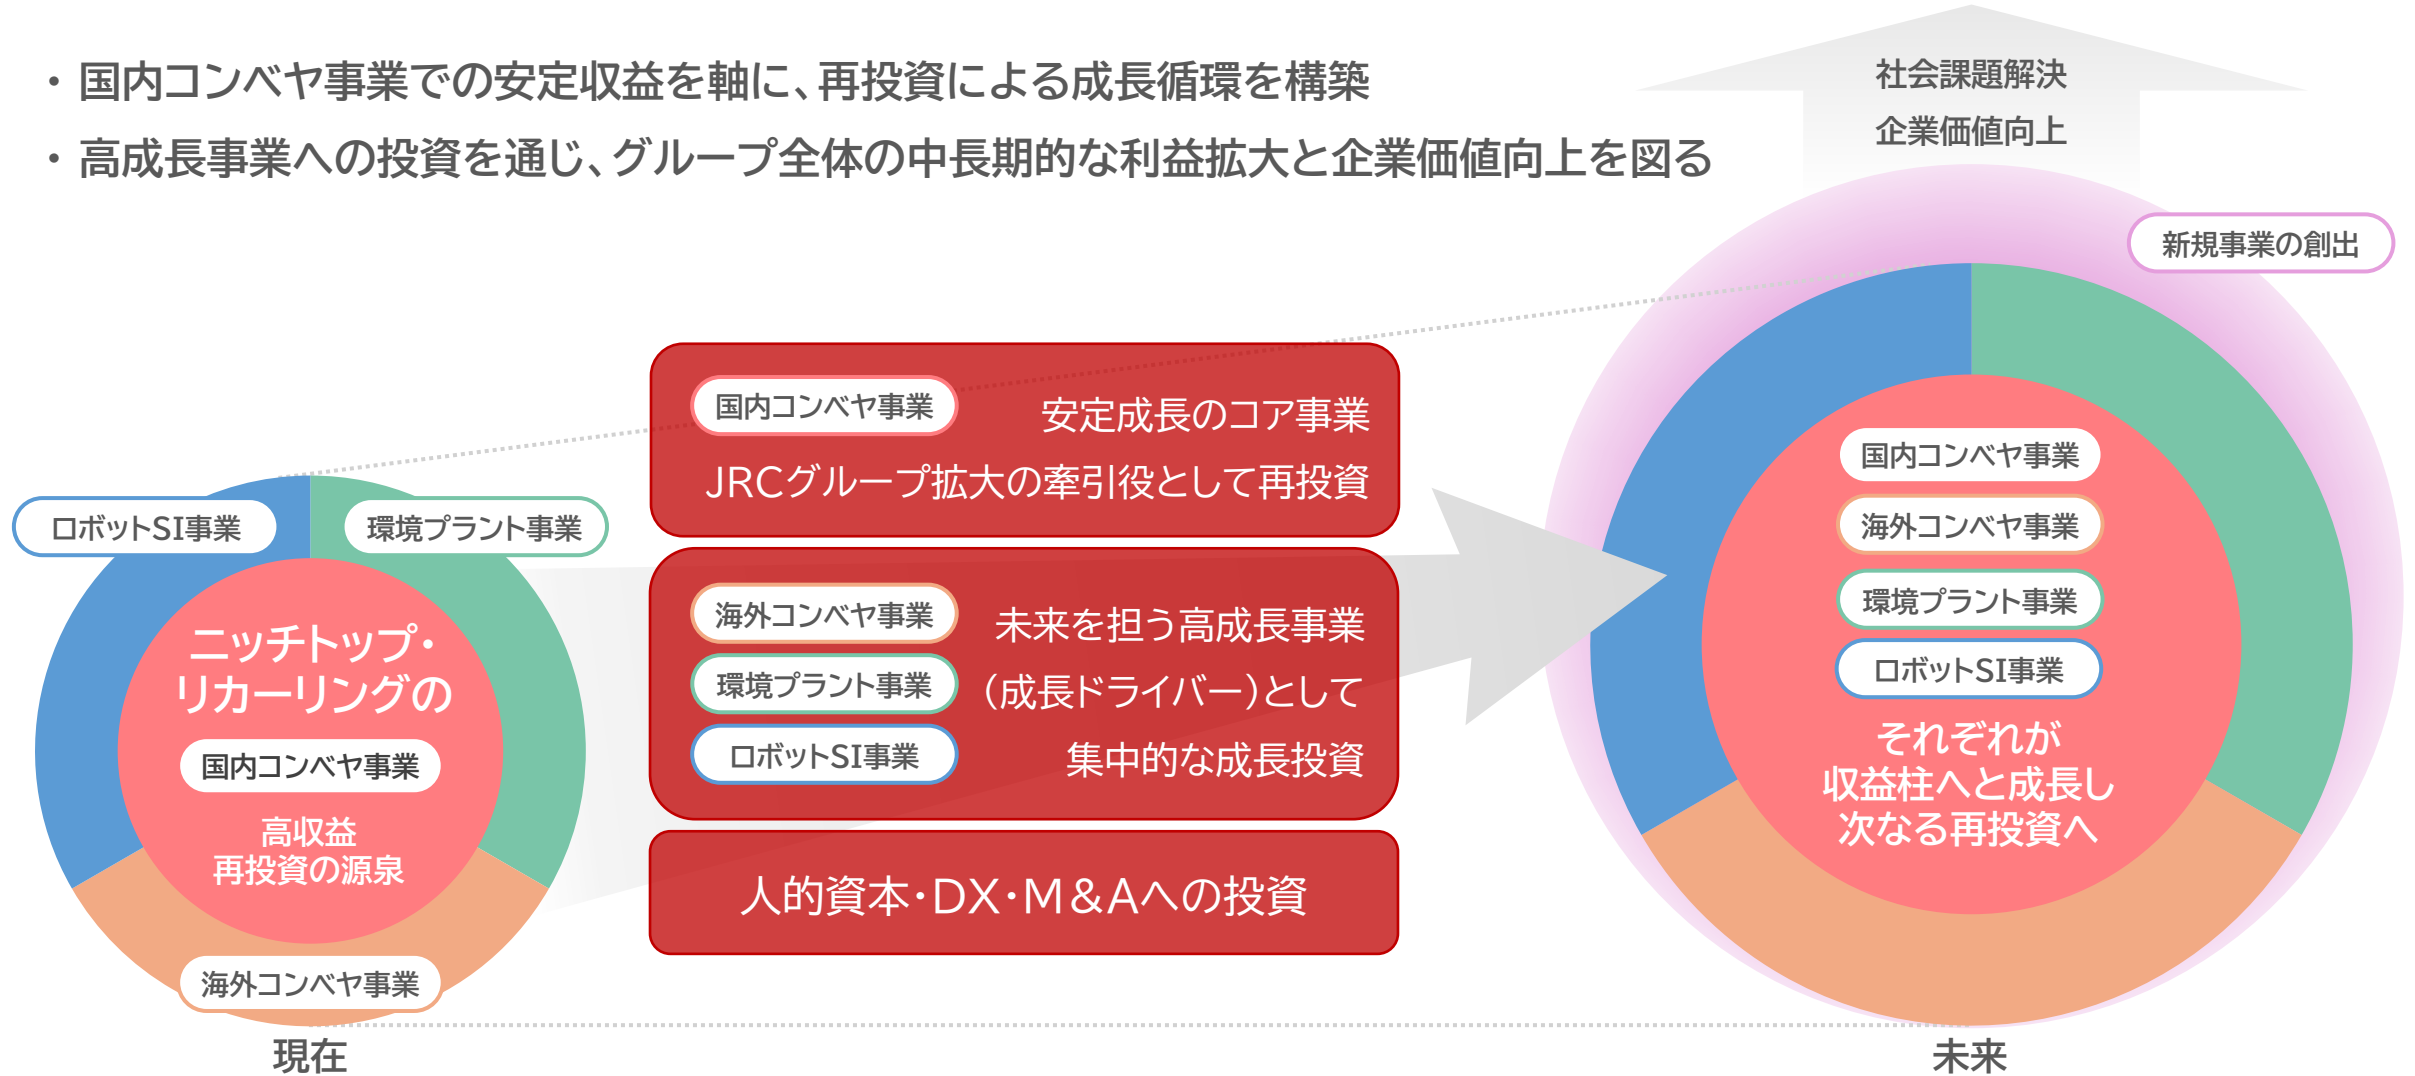 ・国内コンベヤ事業での安定収益を軸に、再投資による成長循環を構築
・高成長事業への投資を通じ、グループ全体の中長期的な利益拡大と企業価値向上を図る
社会課題解決
企業価値向上
新規事業の創出
ロボットSI事業
環境プラント事業
ニッチトップ・
リカーリングの
国内コンベヤ事業
高収益
再投資の源泉
海外コンベヤ事業
現在
国内コンベヤ事業
安定成長のコア事業
JRCグループ拡大の牽引役として再投資
海外コンベヤ事業
環境プラント事業
ロボットSI事業
未来を担う高成長事業
（成長ドライバー）として
集中的な成長投資
人的資本・DX・M＆Aへの投資
国内コンベヤ事業
海外コンベヤ事業
環境プラント事業
ロボットSI事業
それぞれが
収益柱へと成長し
次なる再投資へ
未来